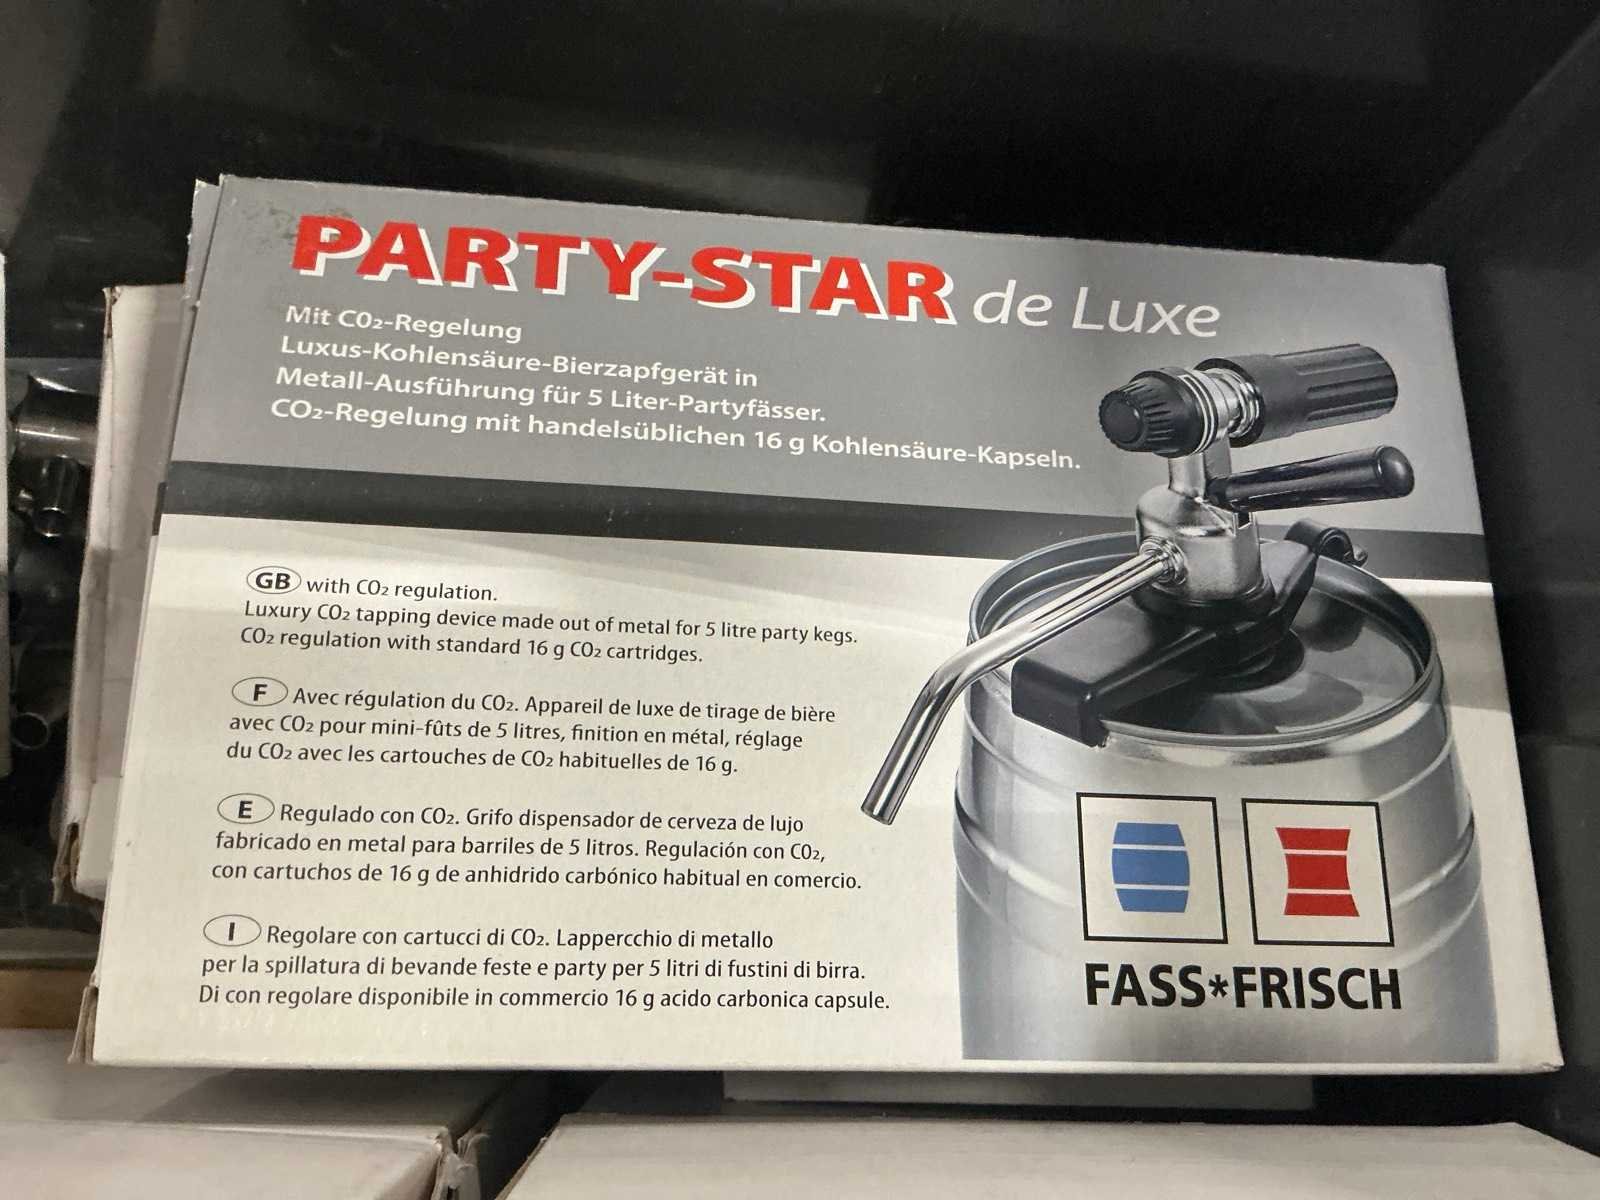 PARTY-STAR de Luxe
Mit C02-Regelung
Luxus-Kohlensäure-Bierzapfgerät in
Metall-Ausführung für 5 Liter-Partyfässer.
CO2-Regelung mit handelsüblichen 16 g Kohlensäure-Kapseln.
GB with CO2 regulation.
Luxury CO2 tapping device made out of metal for 5 litre party kegs.
CO2 regulation with standard 16 g CO2 cartridges.
F Avec régulation du CO2. Appareil de luxe de tirage de bière
avec CO2 pour mini-fûts de 5 litres, finition en métal, réglage
du CO2 avec les cartouches de CO2 habituelles de 16 g.
E Regulado con CO2. Grifo dispensador de cerveza de lujo
fabricado en metal para barriles de 5 litros. Regulación con C02,
con cartuchos de 16 g de anhidrido carbónico habitual en comercio.
I Regolare con cartucci di CO2. Lappercchio di metallo
per la spillatura di bevande feste e party per 5 litri di fustini di birra.
Di con regolare disponibile in commercio 16 g acido carbonica capsule.
FASS*FRISCH